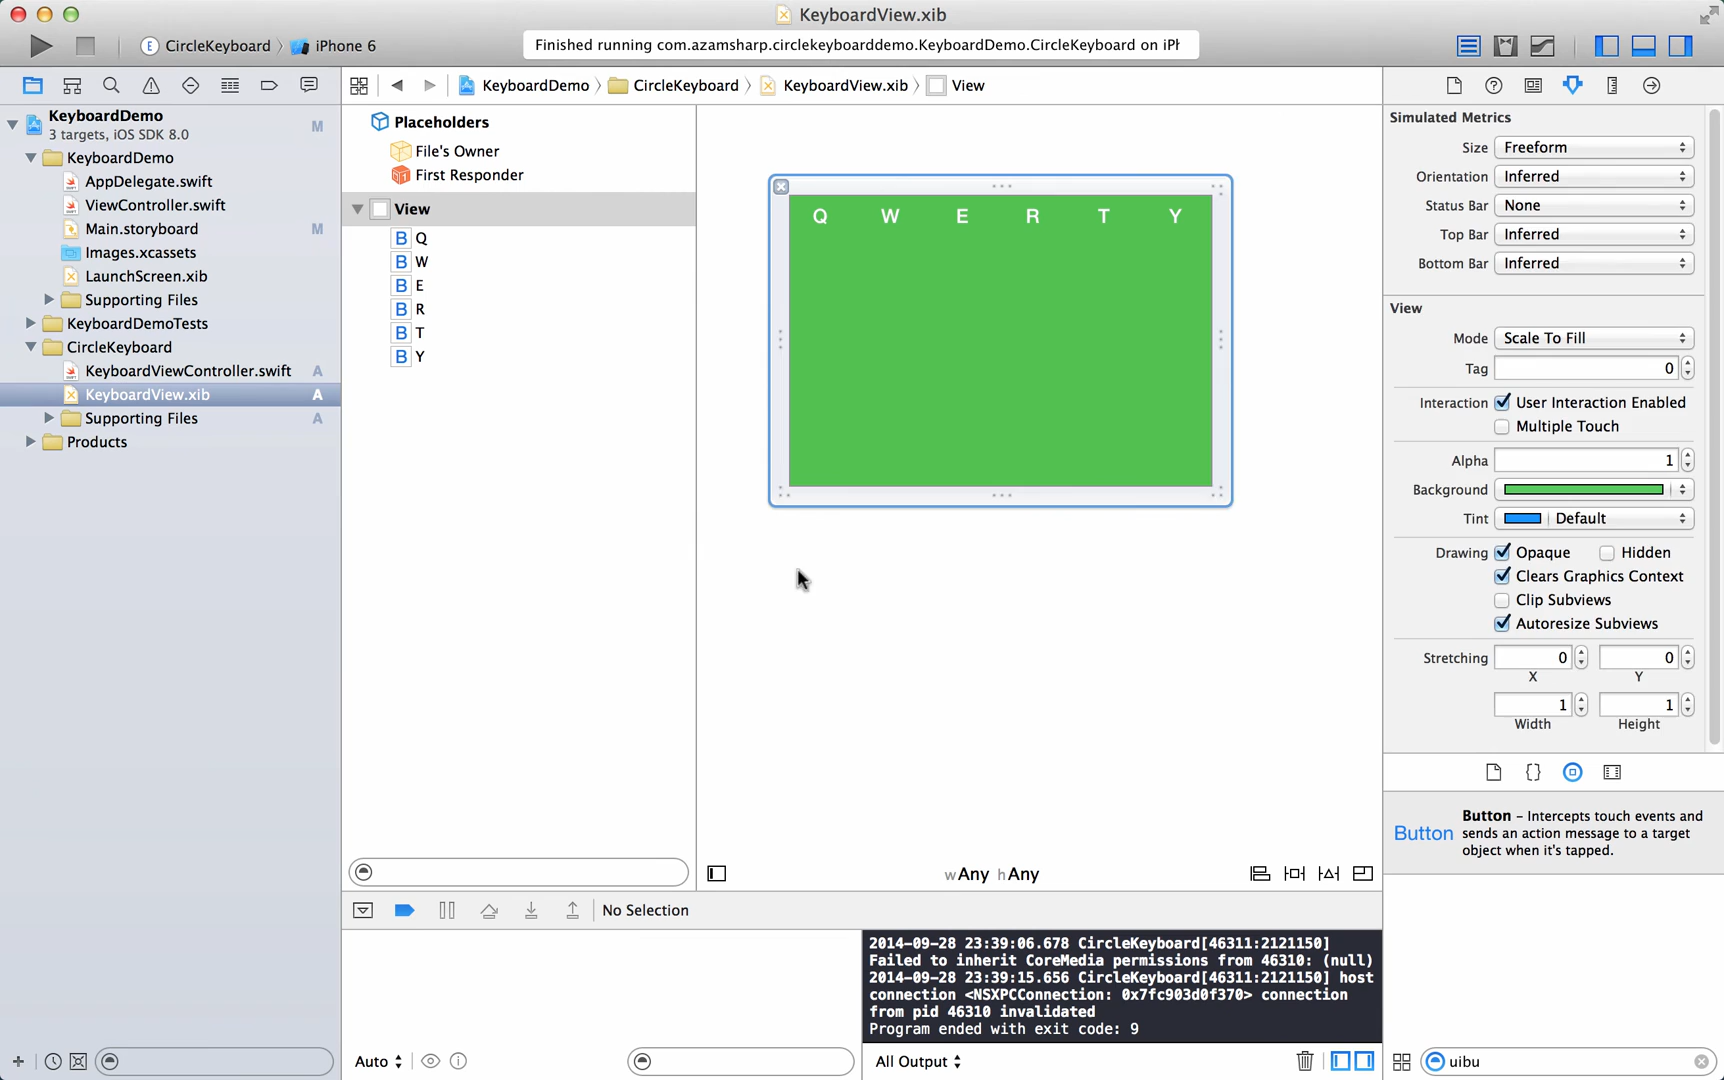 KeyboardView.xib
CircleKeyboard
iPhone 6
Finished running com.azamsharp.circlekeyboarddemo.KeyboardDemo.CircleKeyboard on iPh
KeyboardDemo
CircleKeyboard
KeyboardView.xib
View
KeyboardDemo
3 targets, iOS SDK 8.0
M
KeyboardDemo
AppDelegate.swift
ViewController.swift
Main.storyboard
M
Images.xcassets
LaunchScreen.xib
Supporting Files
KeyboardDemoTests
CircleKeyboard
KeyboardViewController.swift
A
KeyboardView.xib
A
Supporting Files
A
Products
Placeholders
File's Owner
First Responder
View
B Q
B W
B E
B R
B T
B Y
Q W E R T Y
wAny hAny
Simulated Metrics
Size Freeform
Orientation Inferred
Status Bar None
Top Bar Inferred
Bottom Bar Inferred
View
Mode Scale To Fill
Tag 0
Interaction User Interaction Enabled
Multiple Touch
Alpha 1
Background
Tint Default
Drawing Opaque Hidden
Clears Graphics Context
Clip Subviews
Autoresize Subviews
Stretching 0 0
X Y
1 1
Width Height
Button
Button – Intercepts touch events and
sends an action message to a target
object when it's tapped.
No Selection
2014-09-28 23:39:06.678 CircleKeyboard[46311:2121150]
Failed to inherit CoreMedia permissions from 46310: (null)
2014-09-28 23:39:15.656 CircleKeyboard[46311:2121150] host
connection <NSXPCConnection: 0x7fc903d0f370> connection
from pid 46310 invalidated
Program ended with exit code: 9
Auto
All Output
uibu